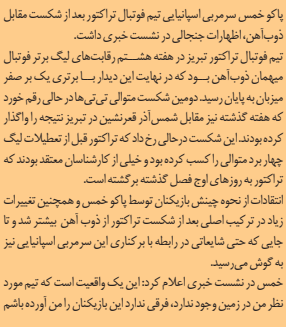 پاکو خمس سرمربی اسپانیایی تیم فوتبال تراکتور بعد از شکست مقابل
ذوب‌آهن، اظهارات جنجالی در نشست خبری داشت.
تیم فوتبال تراکتور تبریز در هفته هشــتم رقابت‌های لیگ برتر فوتبال
میهمان ذوب‌آهن بــود که در نهایت این دیدار بــا برتری یک بر صفر
میزبان به پایان رسید. دومین شکست متوالی تی‌تی‌ها در حالی رقم خورد
که هفته گذشته نیز مقابل شمس‌آذر قعرنشین در تبریز نتیجه را واگذار
کرده بودند. این شکست در حالی رخ داد که تراکتور قبل از تعطیلات لیگ
چهار برد متوالی را کسب کرده بود و خیلی از کارشناسان معتقد بودند که
تراکتور به روزهای اوج فصل گذشته برگشته است.
انتقادات از نحوه چینش بازیکنان توسط پاکو خمس و همچنین تغییرات
زیاد در ترکیب اصلی بعد از شکست تراکتور از ذوب آهن بیشتر شد و تا
جایی که حتی شایعاتی در رابطه با برکناری این سرمربی اسپانیایی نیز
به گوش می‌رسید.
خمس در نشست خبری اعلام کرد: این یک واقعیت است که تیم مورد
نظر من در زمین وجود ندارد، فرقی ندارد این بازیکنان را من آورده باشم